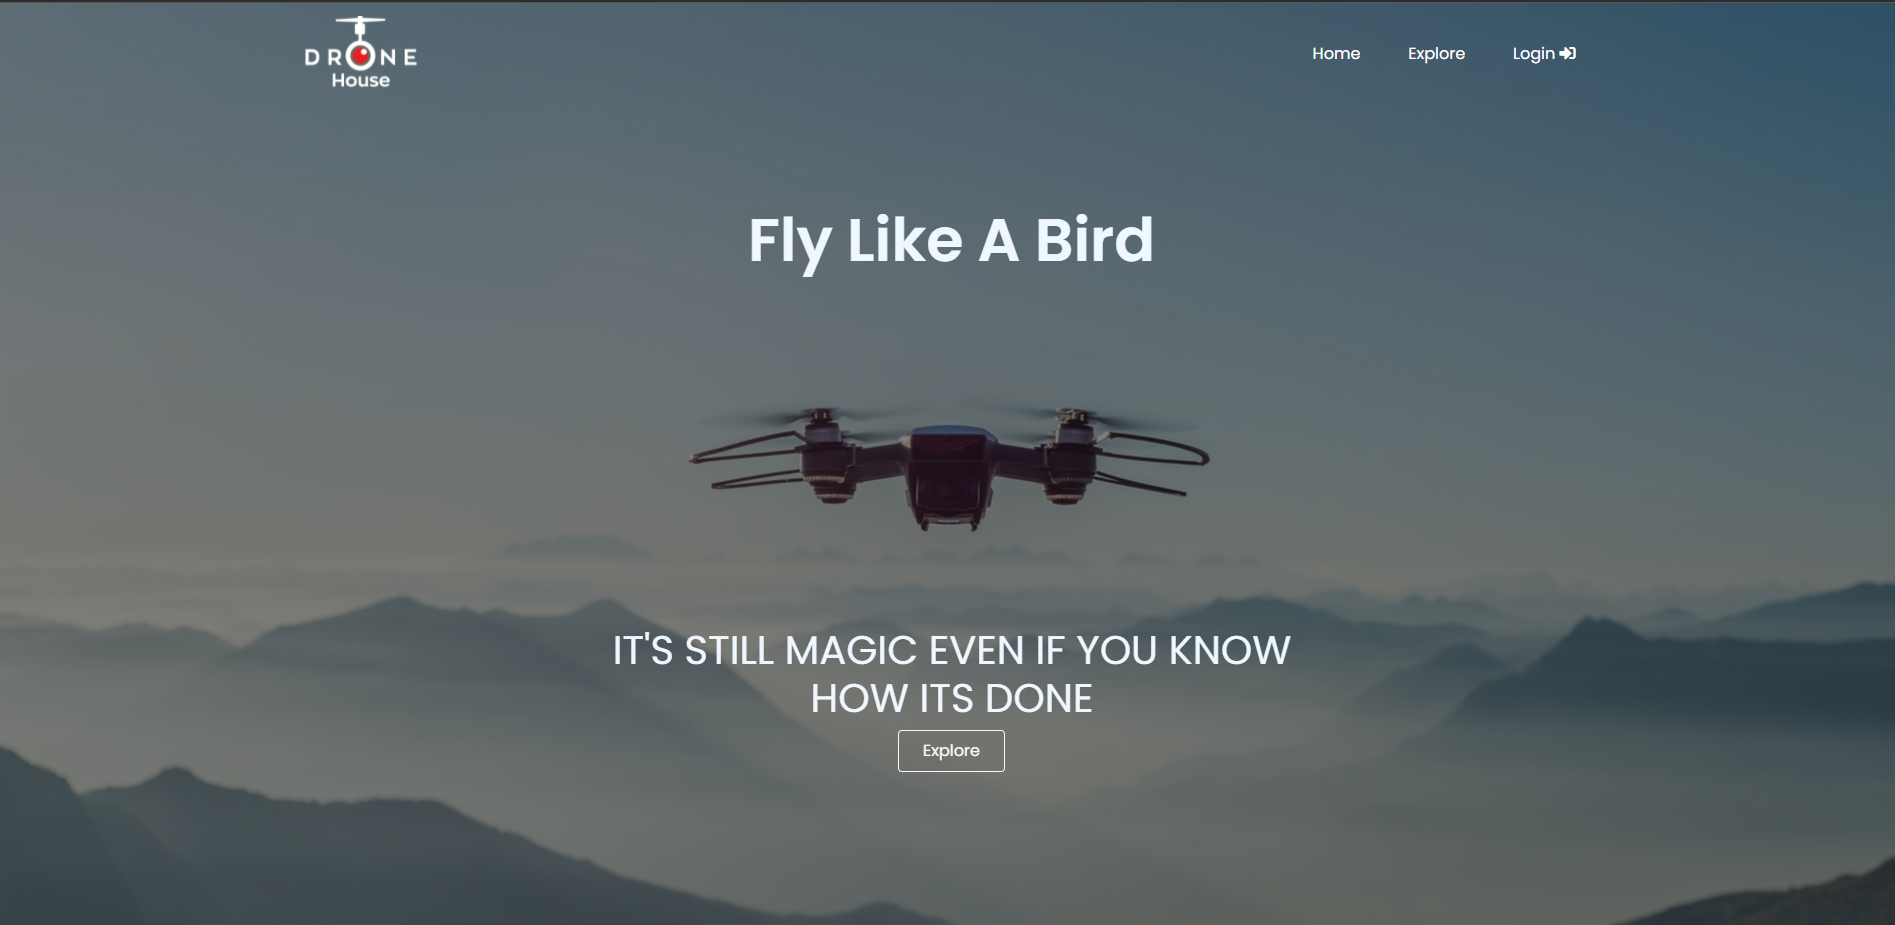 DRONE
House
Home
Explore
Login
Fly Like A Bird
IT'S STILL MAGIC EVEN IF YOU KNOW
HOW ITS DONE
Explore